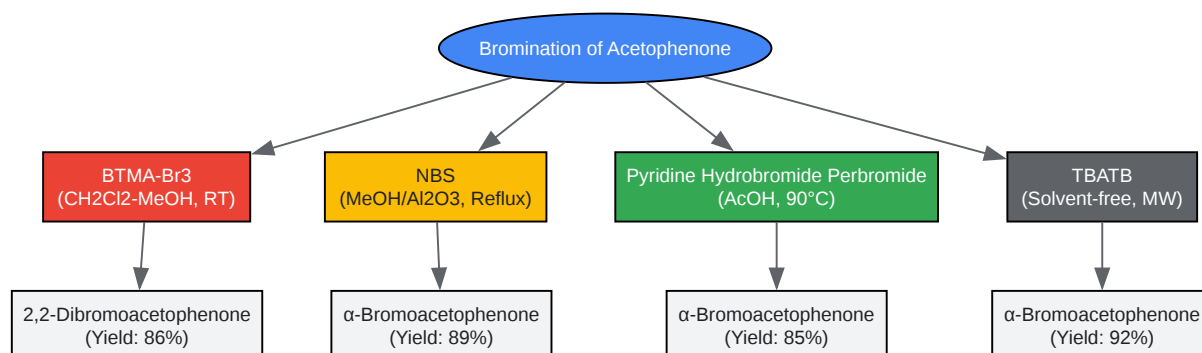 Bromination of Acetophenone
BTMA-Br3
(CH2Cl2-MeOH, RT)
NBS
(MeOH/Al2O3, Reflux)
Pyridine Hydrobromide Perbromide
(AcOH, 90°C)
TBATB
(Solvent-free, MW)
2,2-Dibromoacetophenone
(Yield: 86%)
α-Bromoacetophenone
(Yield: 89%)
α-Bromoacetophenone
(Yield: 85%)
α-Bromoacetophenone
(Yield: 92%)